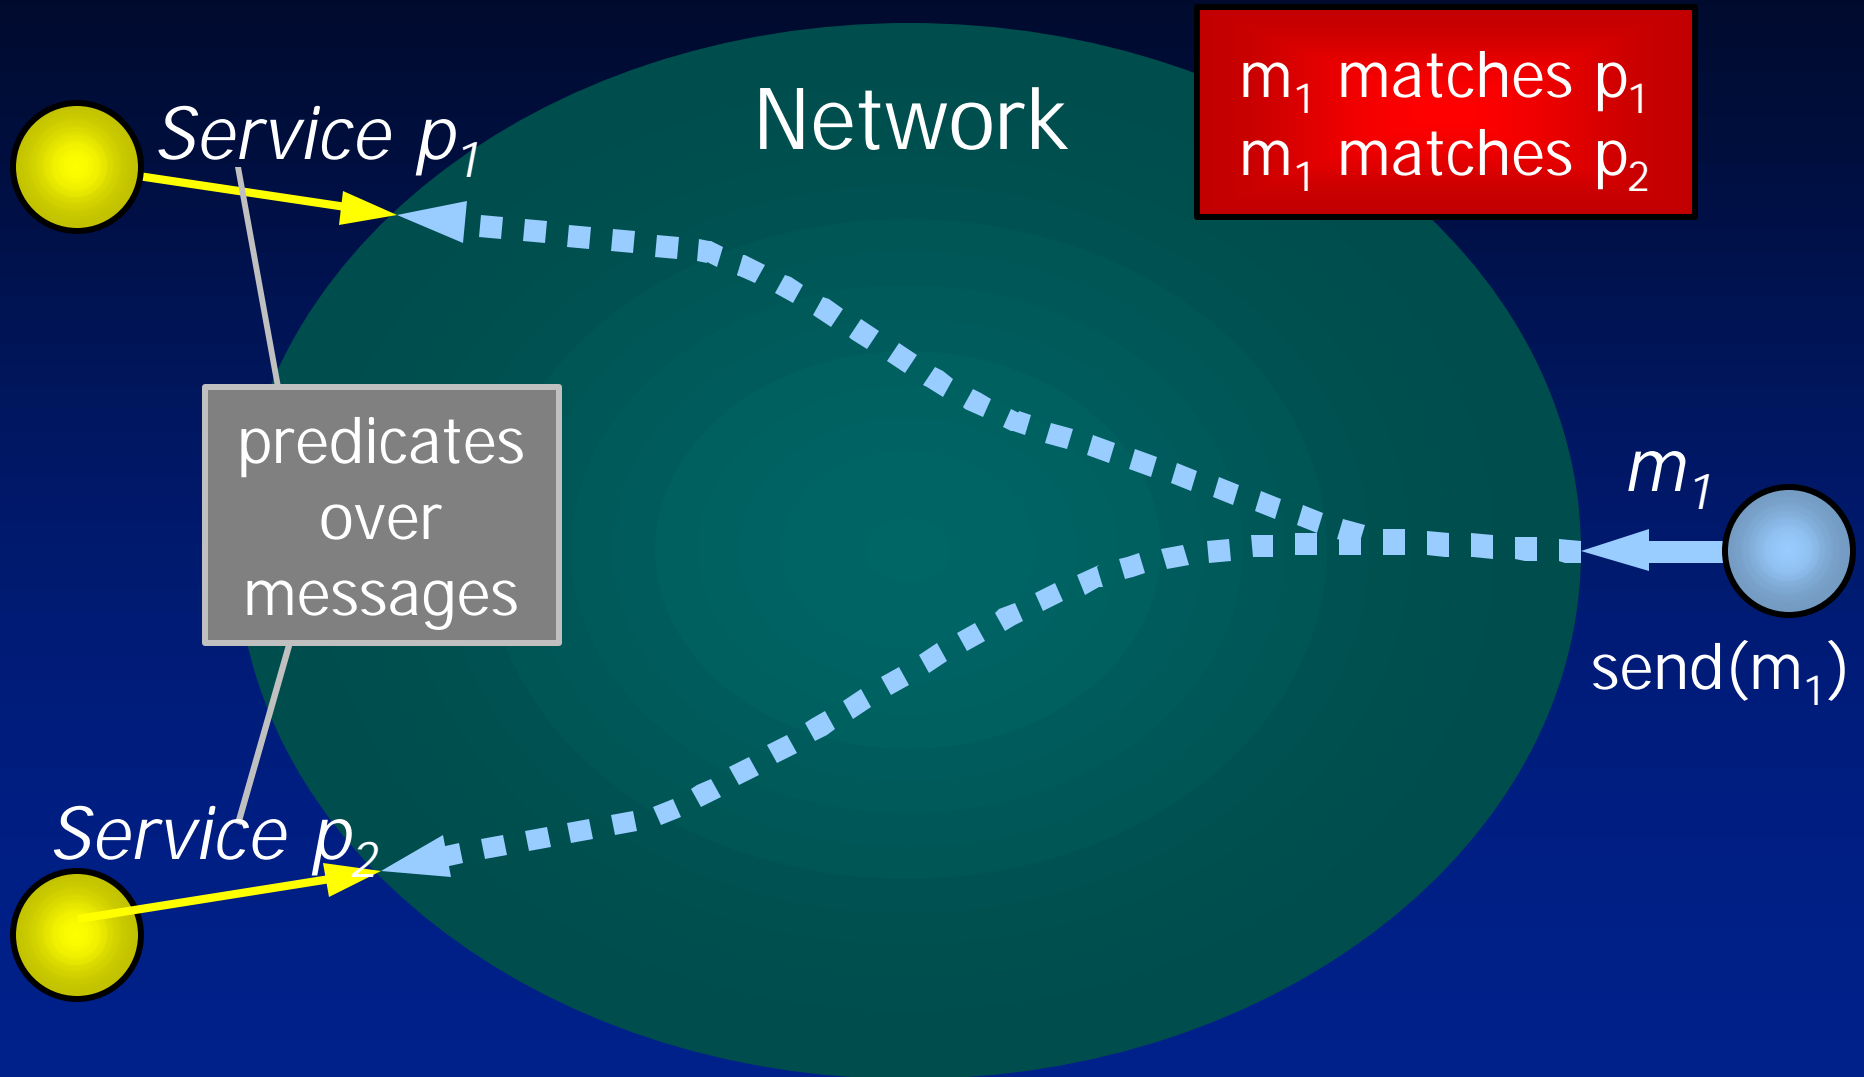 Network
m₁ matches p₁
m₁ matches p₂
Service p₁
predicates
over
messages
m₁
send(m₁)
Service p₂